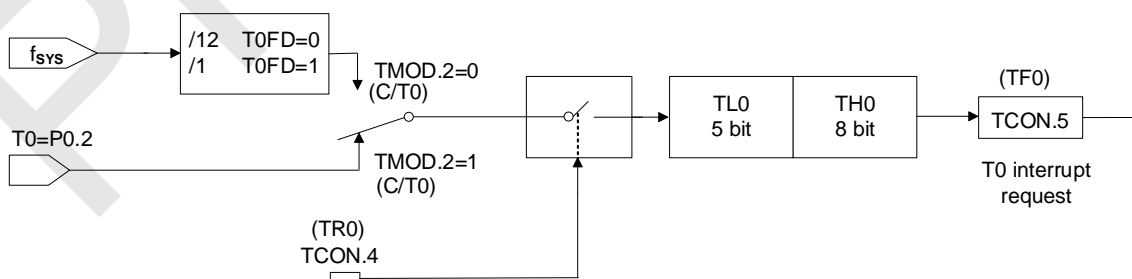 fSYS
/12 T0FD=0
/1 T0FD=1
TMOD.2=0
(C/T0)
T0=P0.2
TMOD.2=1
(C/T0)
(TR0)
TCON.4
TL0
5 bit
TH0
8 bit
(TF0)
TCON.5
T0 interrupt
request